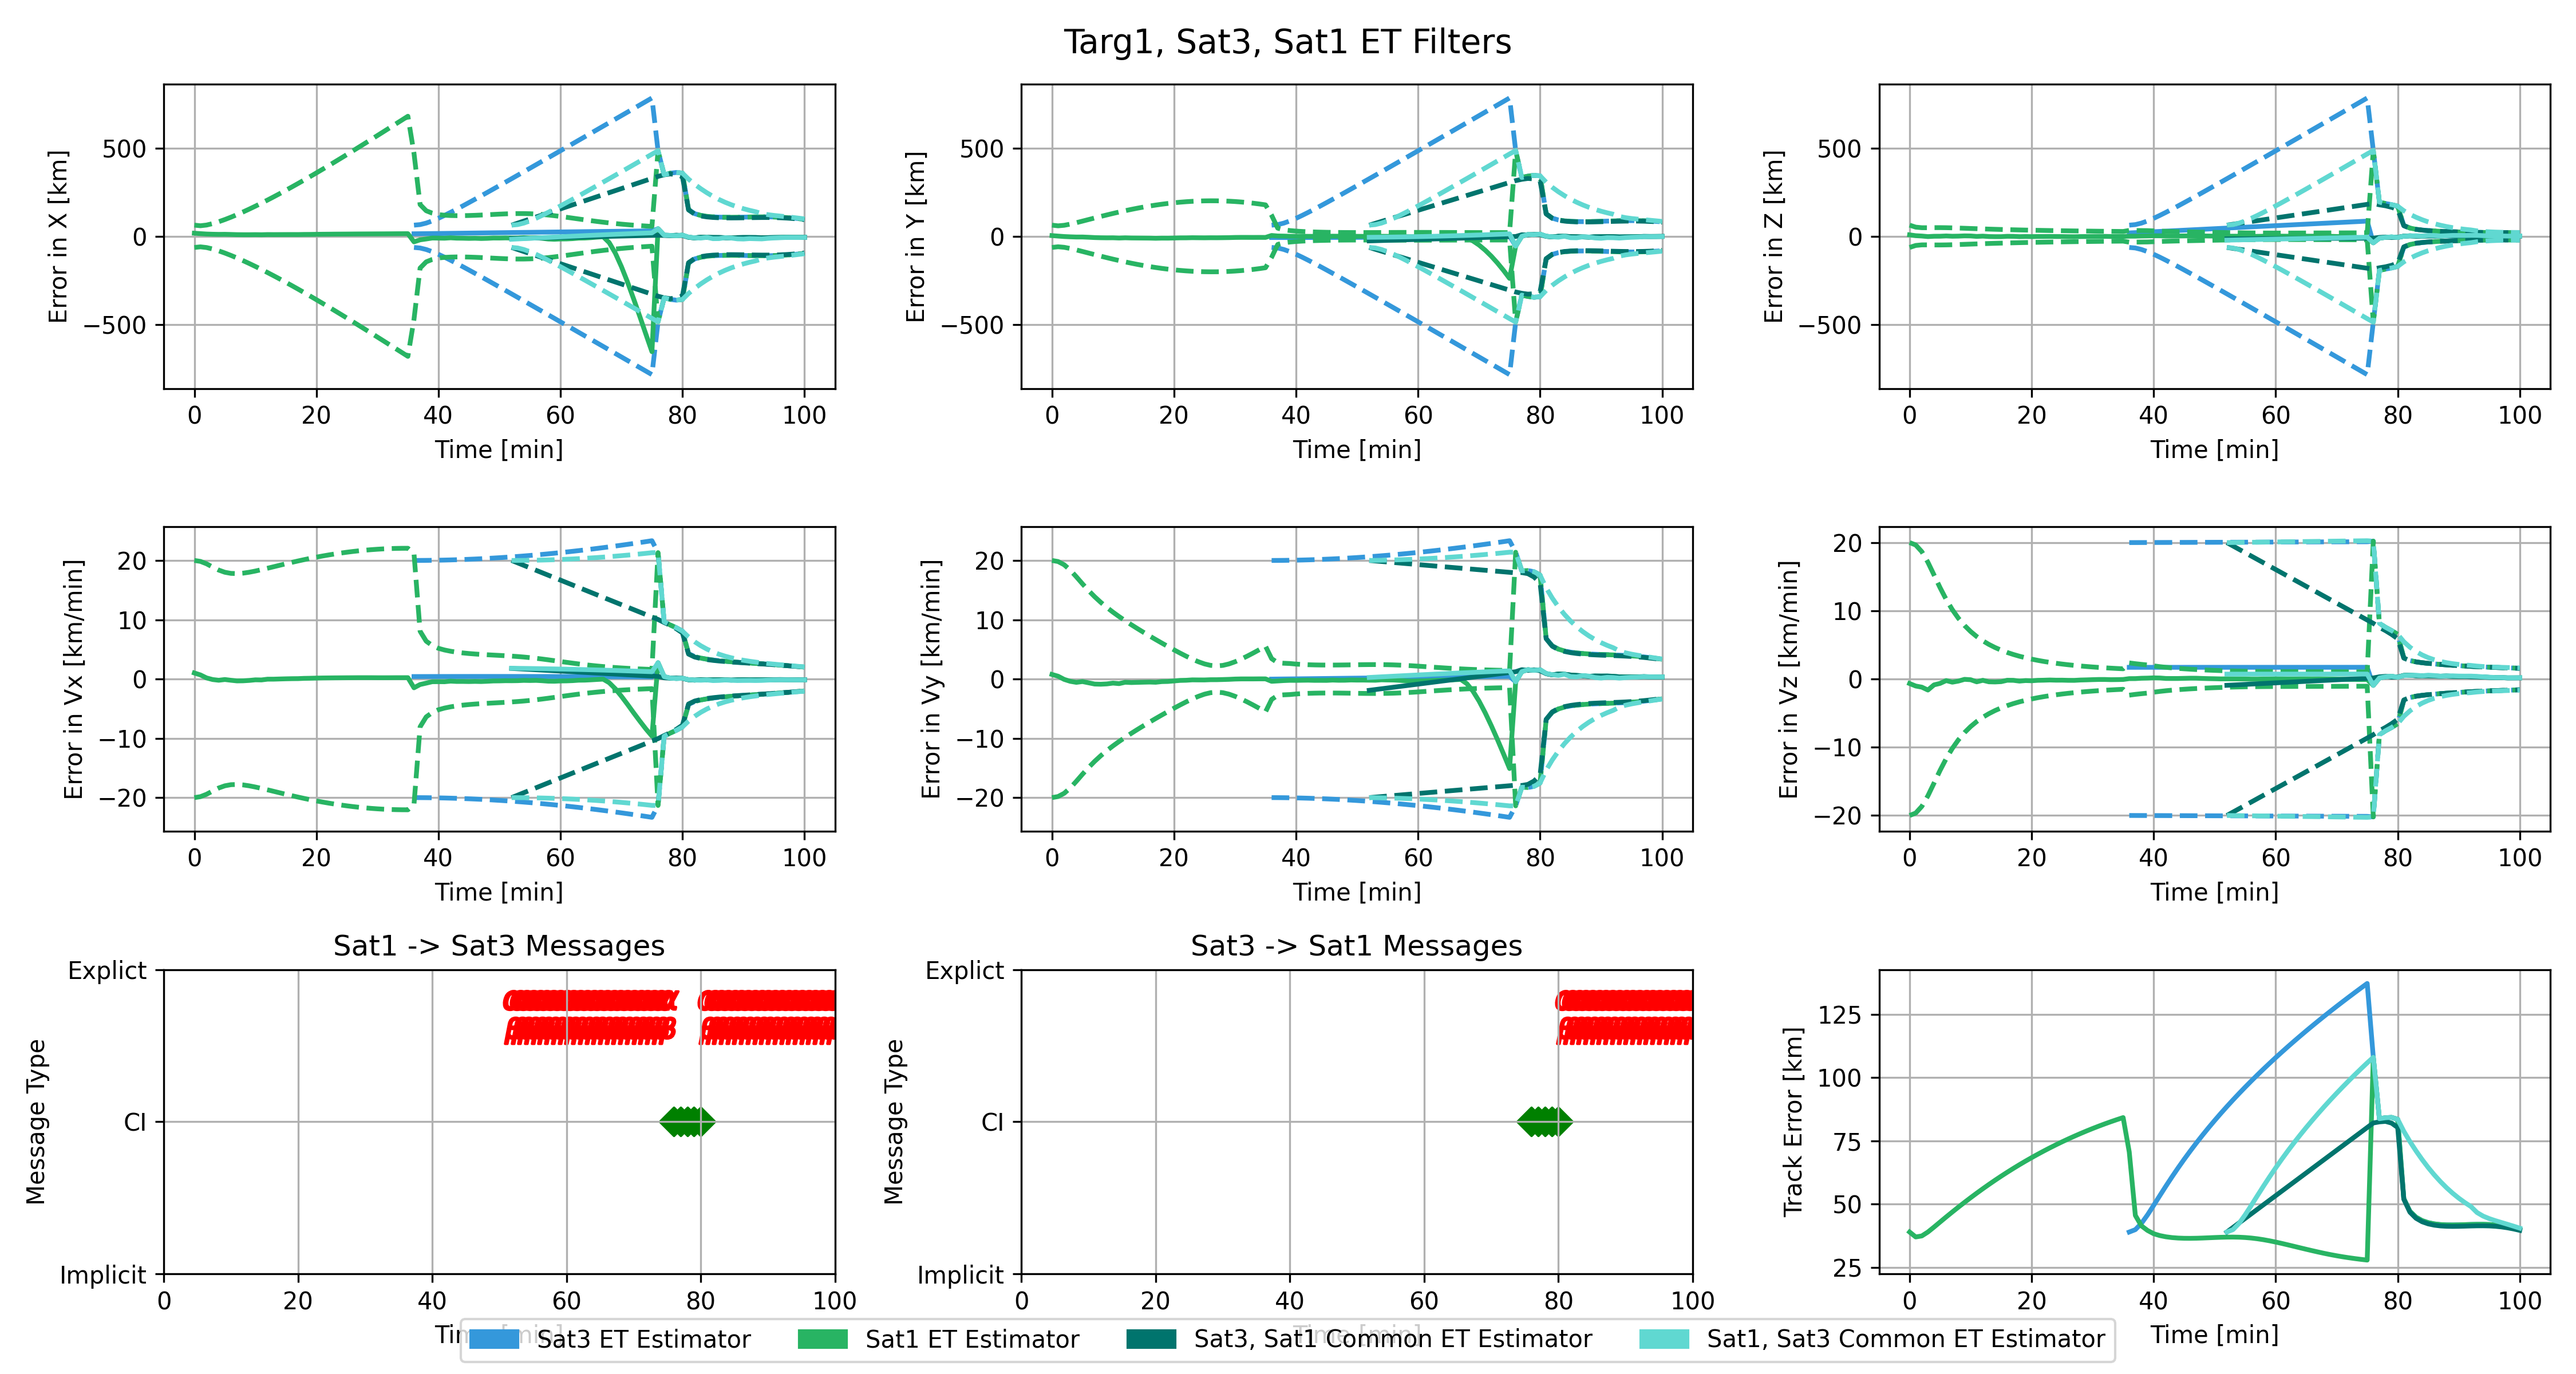 Targ1, Sat3, Sat1 ET Filters
Error in X [km]
500
0
−500
0 20 40 60 80 100
Time [min]
Error in Y [km]
500
0
−500
0 20 40 60 80 100
Time [min]
Error in Z [km]
500
0
−500
0 20 40 60 80 100
Time [min]
Error in Vx [km/min]
20
10
0
−10
−20
0 20 40 60 80 100
Time [min]
Error in Vy [km/min]
20
10
0
−10
−20
0 20 40 60 80 100
Time [min]
Error in Vz [km/min]
20
10
0
−10
−20
0 20 40 60 80 100
Time [min]
Sat1 -> Sat3 Messages
Message Type
Explict
CI
Implicit
0 20 40 60 80 100
Time [min]
Sat3 -> Sat1 Messages
Message Type
Explict
CI
Implicit
0 20 40 60 80 100
Time [min]
Track Error [km]
125
100
75
50
25
0 20 40 60 80 100
Time [min]
Sat3 ET Estimator Sat1 ET Estimator Sat3, Sat1 Common ET Estimator Sat1, Sat3 Common ET Estimator